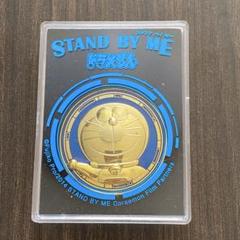 STAND BY ME
ドラえもん
©Fujiko Pro/2014 STAND BY ME Doraemon Film Partners